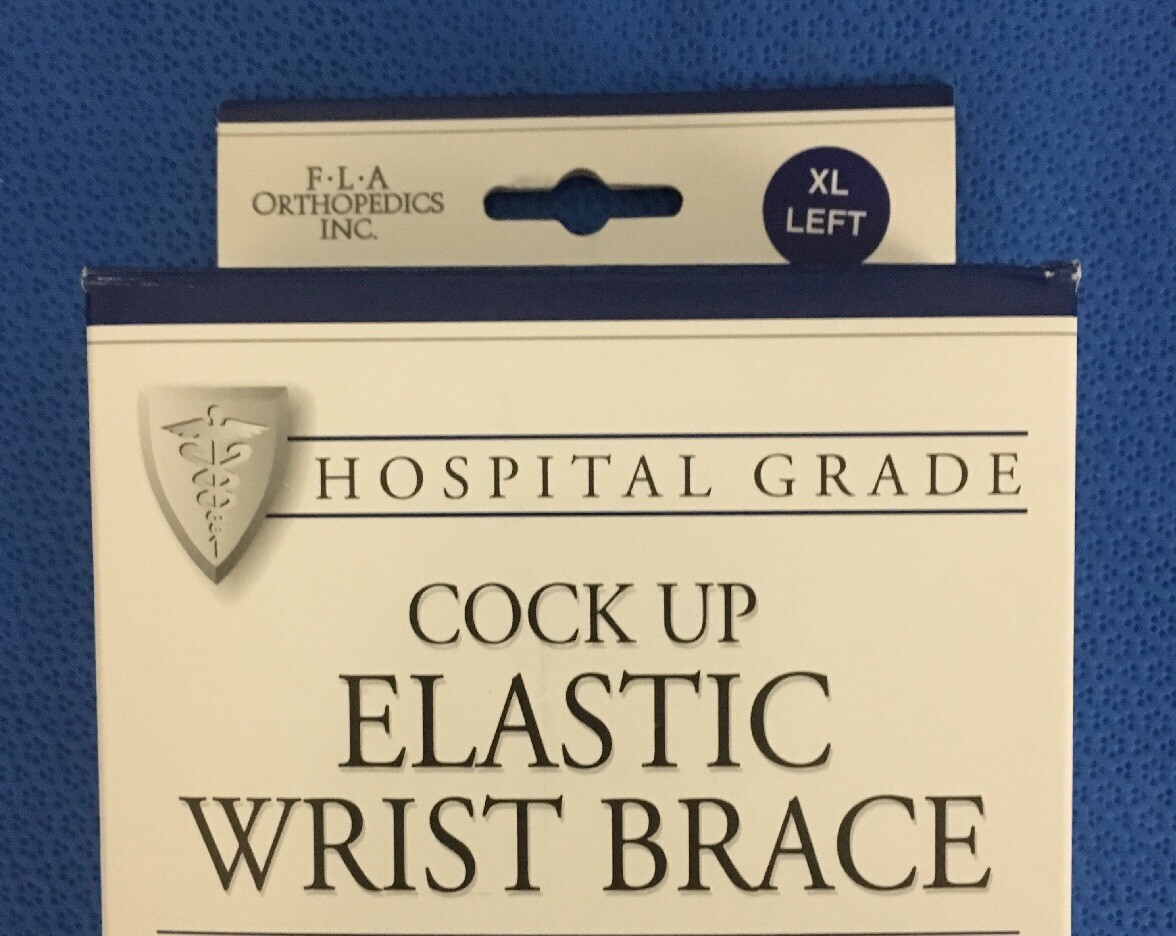 F·L·A
ORTHOPEDICS
INC.
XL
LEFT
HOSPITAL GRADE
COCK UP
ELASTIC
WRIST BRACE